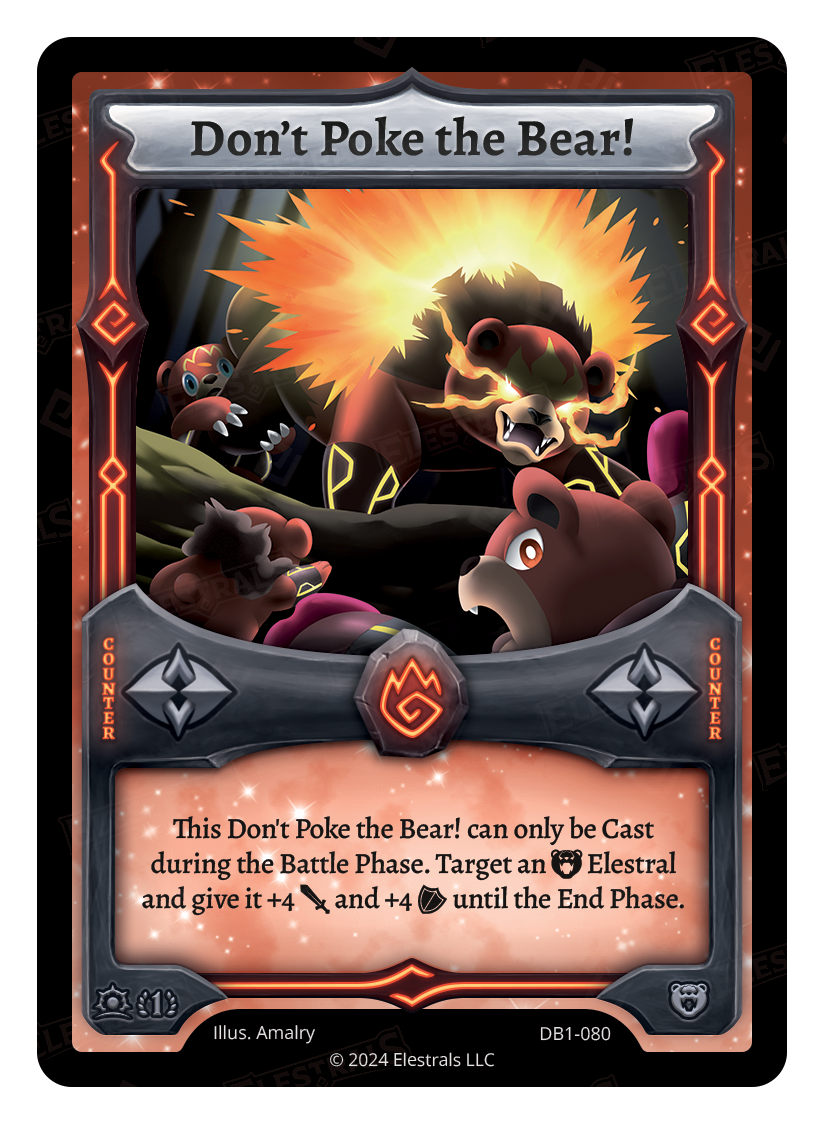 Don’t Poke the Bear!
COUNTER
COUNTER
This Don't Poke the Bear! can only be Cast
during the Battle Phase. Target an Elestral
and give it +4 and +4 until the End Phase.
1
Illus. Amalry
DB1-080
© 2024 Elestrals LLC